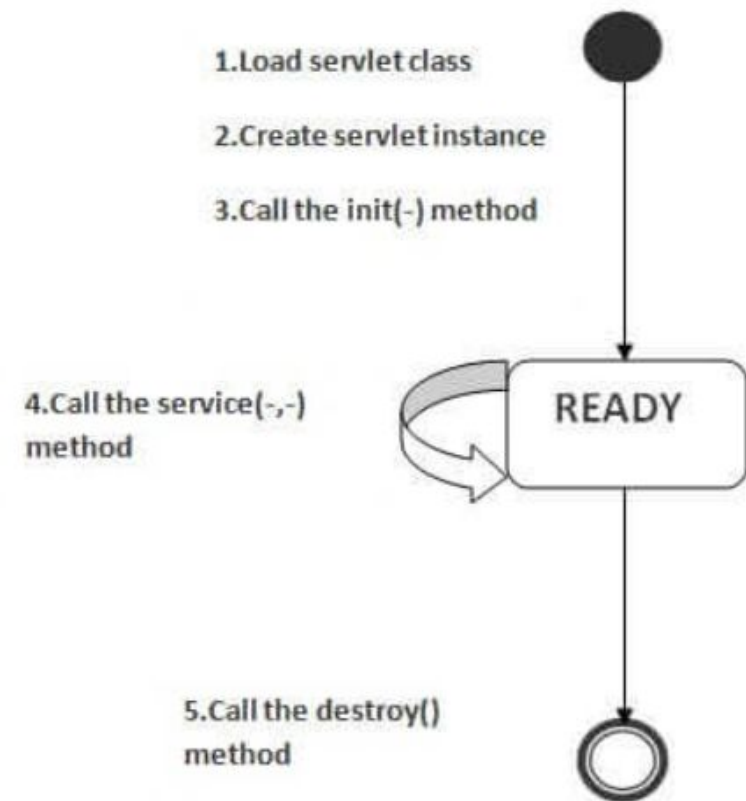 1.Load servlet class
2.Create servlet instance
3.Call the init(-) method
4.Call the service(-,-)
method
READY
5.Call the destroy()
method